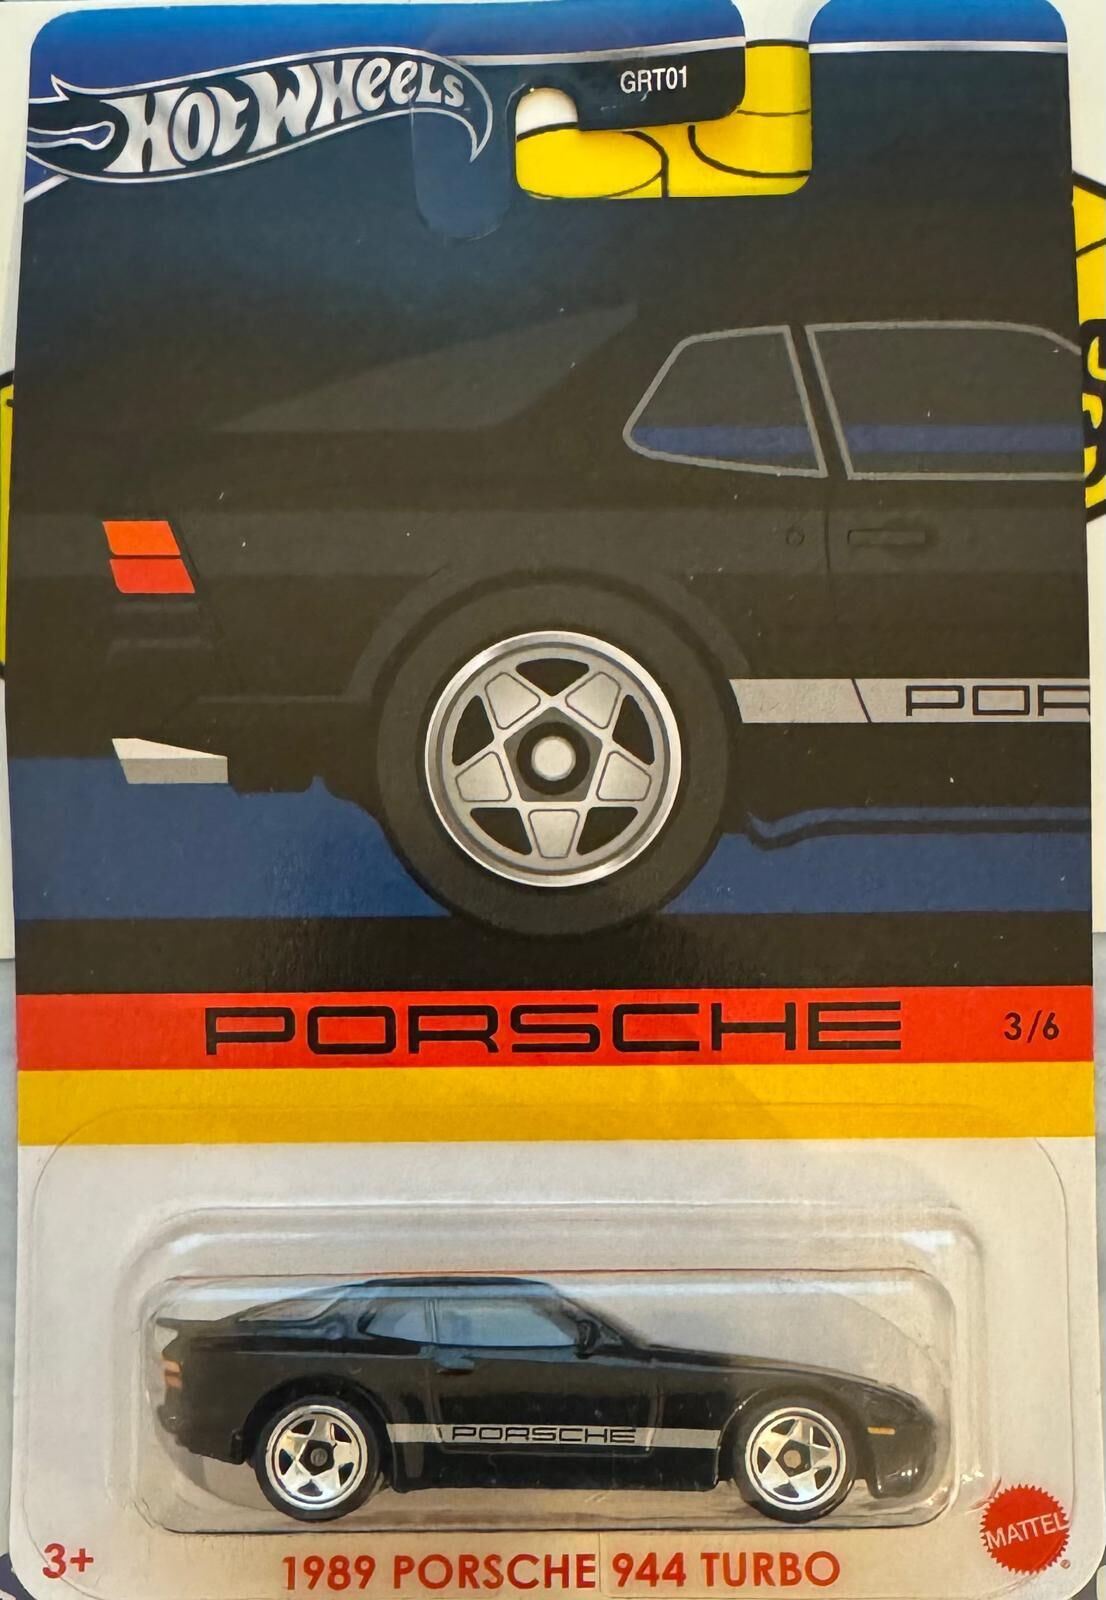 HOT WHEELS
GRT01
POR
PORSCHE
3/6
PORSCHE
MATTEL
3+
1989 PORSCHE 944 TURBO